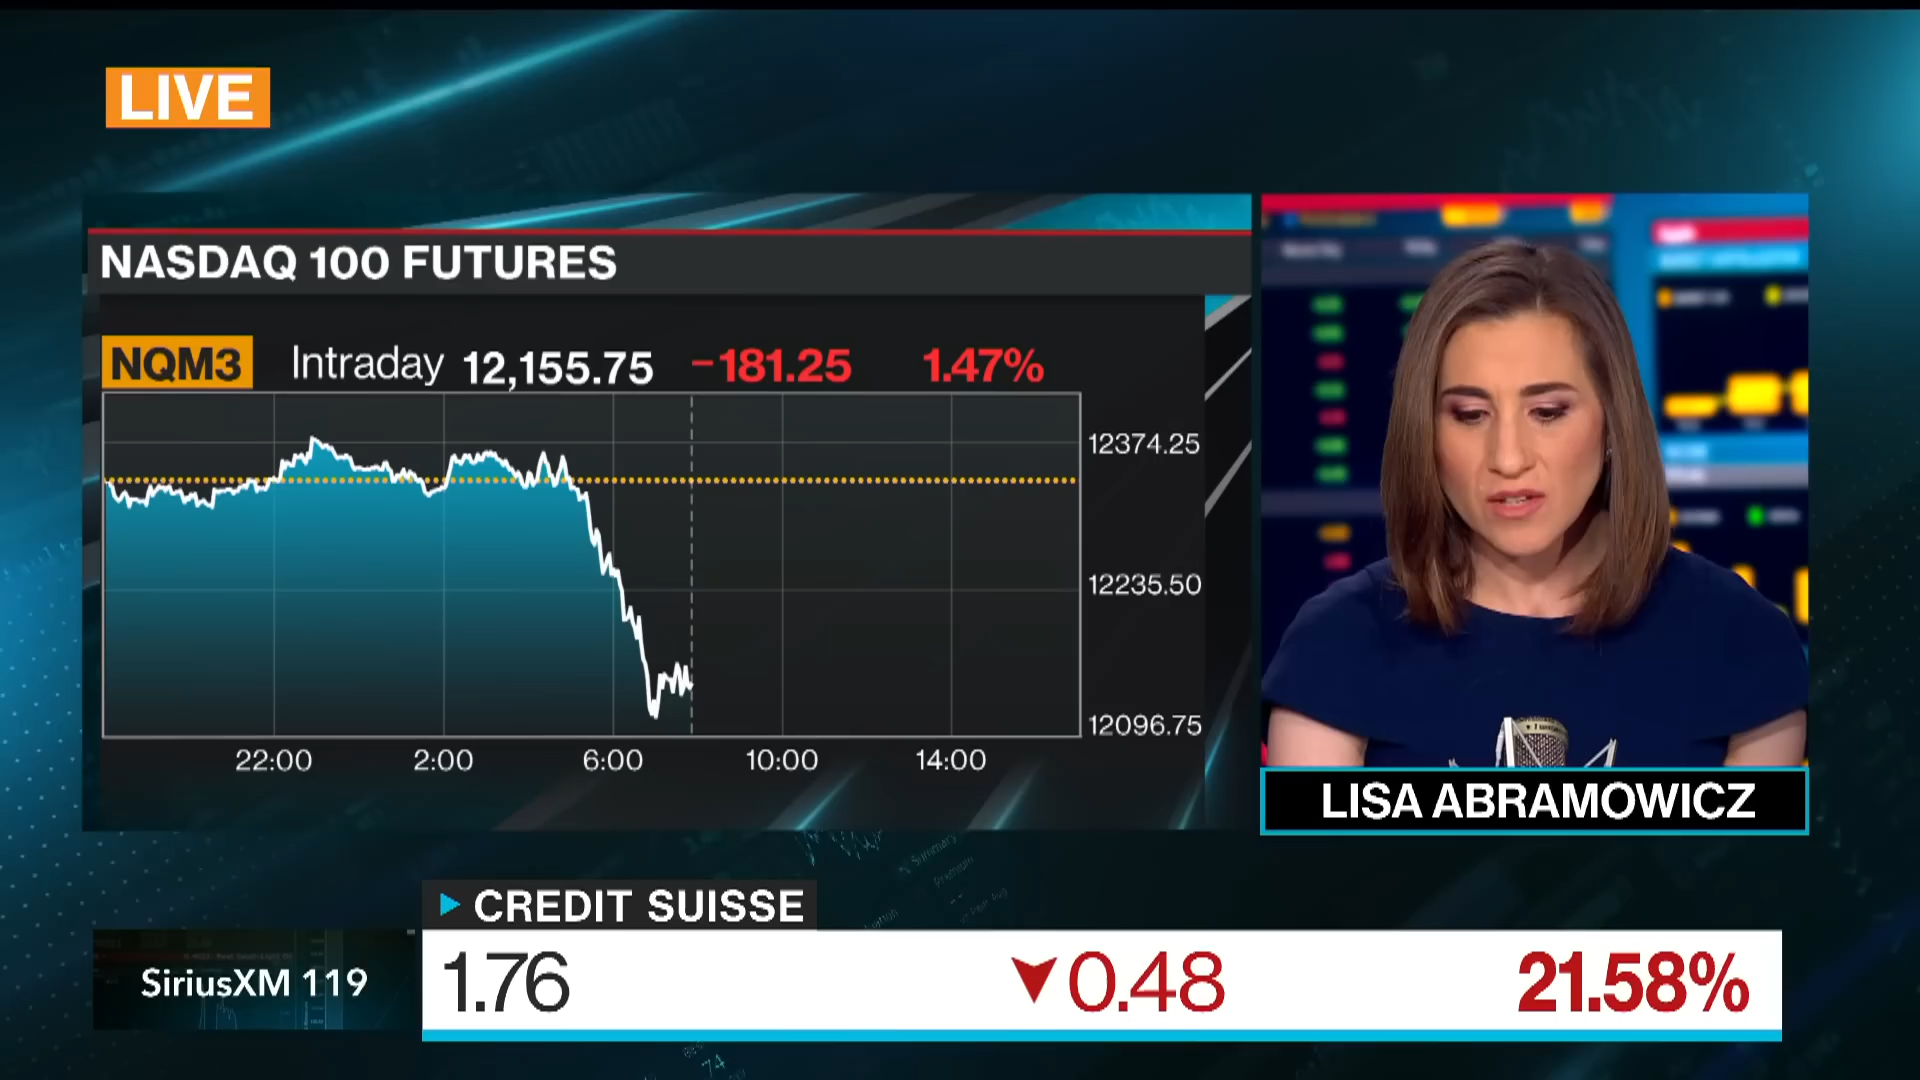 LIVE
NASDAQ 100 FUTURES
NQM3 Intraday 12,155.75 −181.25 1.47%
12374.25
12235.50
12096.75
22:00 2:00 6:00 10:00 14:00
LISA ABRAMOWICZ
CREDIT SUISSE
SiriusXM 119
1.76 ▼0.48 21.58%
Summary
74